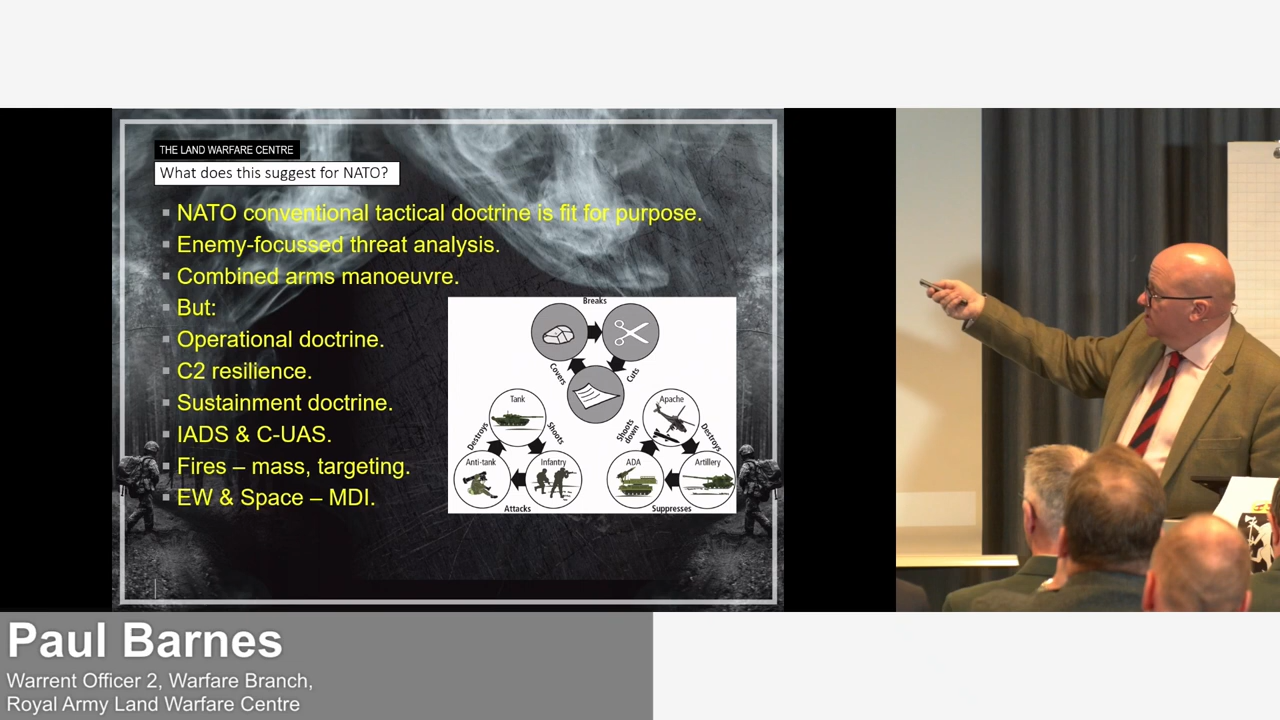 THE LAND WARFARE CENTRE
What does this suggest for NATO?
NATO conventional tactical doctrine is fit for purpose.
Enemy-focussed threat analysis.
Combined arms manoeuvre.
But:
Operational doctrine.
C2 resilience.
Sustainment doctrine.
IADS & C-UAS.
Fires – mass, targeting.
EW & Space – MDI.
Breaks
Covers
Cuts
Tank
Destroys
Shoots
Anti-tank
Infantry
Attacks
Apache
Shoots
down
Destroys
ADA
Artillery
Suppresses
Paul Barnes
Warrent Officer 2, Warfare Branch,
Royal Army Land Warfare Centre